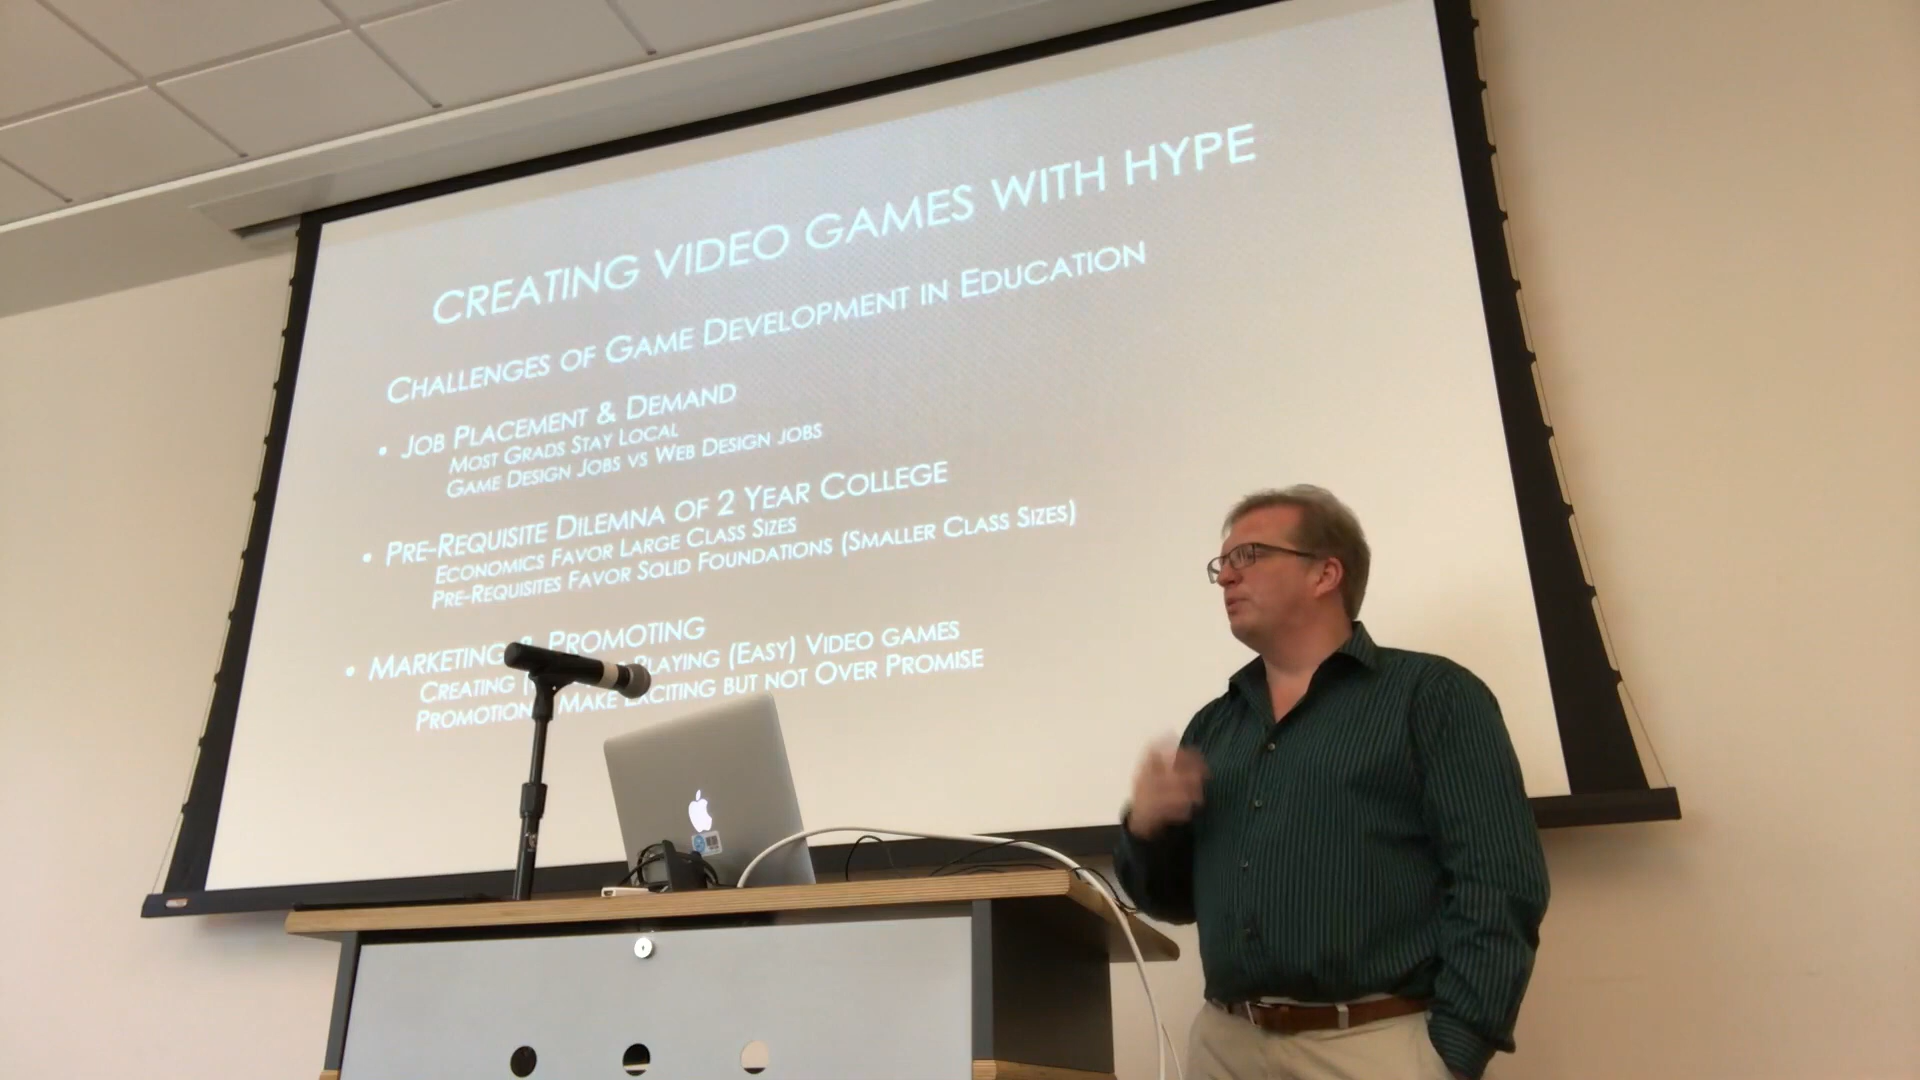 CREATING VIDEO GAMES WITH HYPE
CHALLENGES OF GAME DEVELOPMENT IN EDUCATION
• JOB PLACEMENT & DEMAND
MOST GRADS STAY LOCAL
GAME DESIGN JOBS VS WEB DESIGN JOBS
• PRE-REQUISITE DILEMNA OF 2 YEAR COLLEGE
ECONOMICS FAVOR LARGE CLASS SIZES
PRE-REQUISITES FAVOR SOLID FOUNDATIONS (SMALLER CLASS SIZES)
• MARKETING & PROMOTING
CREATING PLAYING (EASY) VIDEO GAMES
PROMOTION MAKE EXCITING BUT NOT OVER PROMISE